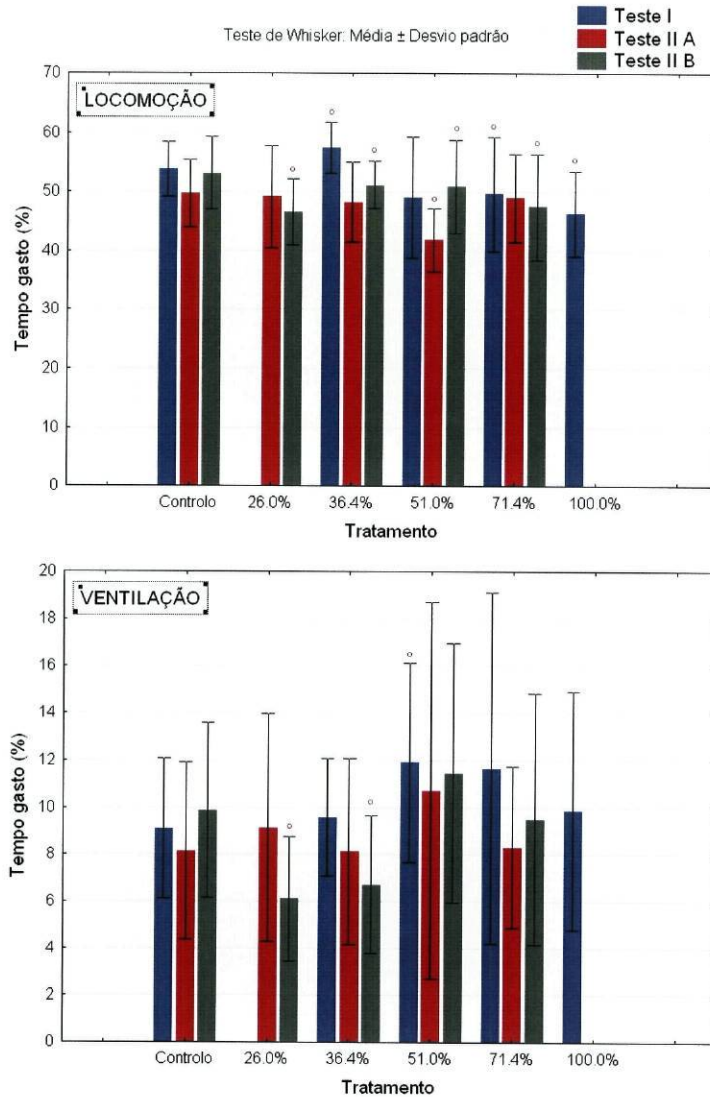 Teste de Whisker: Média ± Desvio padrão
Teste I
Teste II A
Teste II B
LOCOMOÇÃO
Tempo gasto (%)
70
60
50
40
30
20
10
0
Controlo 26.0% 36.4% 51.0% 71.4% 100.0%
Tratamento
VENTILAÇÃO
Tempo gasto (%)
20
18
16
14
12
10
8
6
4
2
0
Controlo 26.0% 36.4% 51.0% 71.4% 100.0%
Tratamento